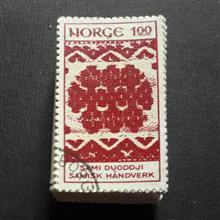 NORGE 1.00
SAMI DUODDJI
SAMISK HÅNDVERK